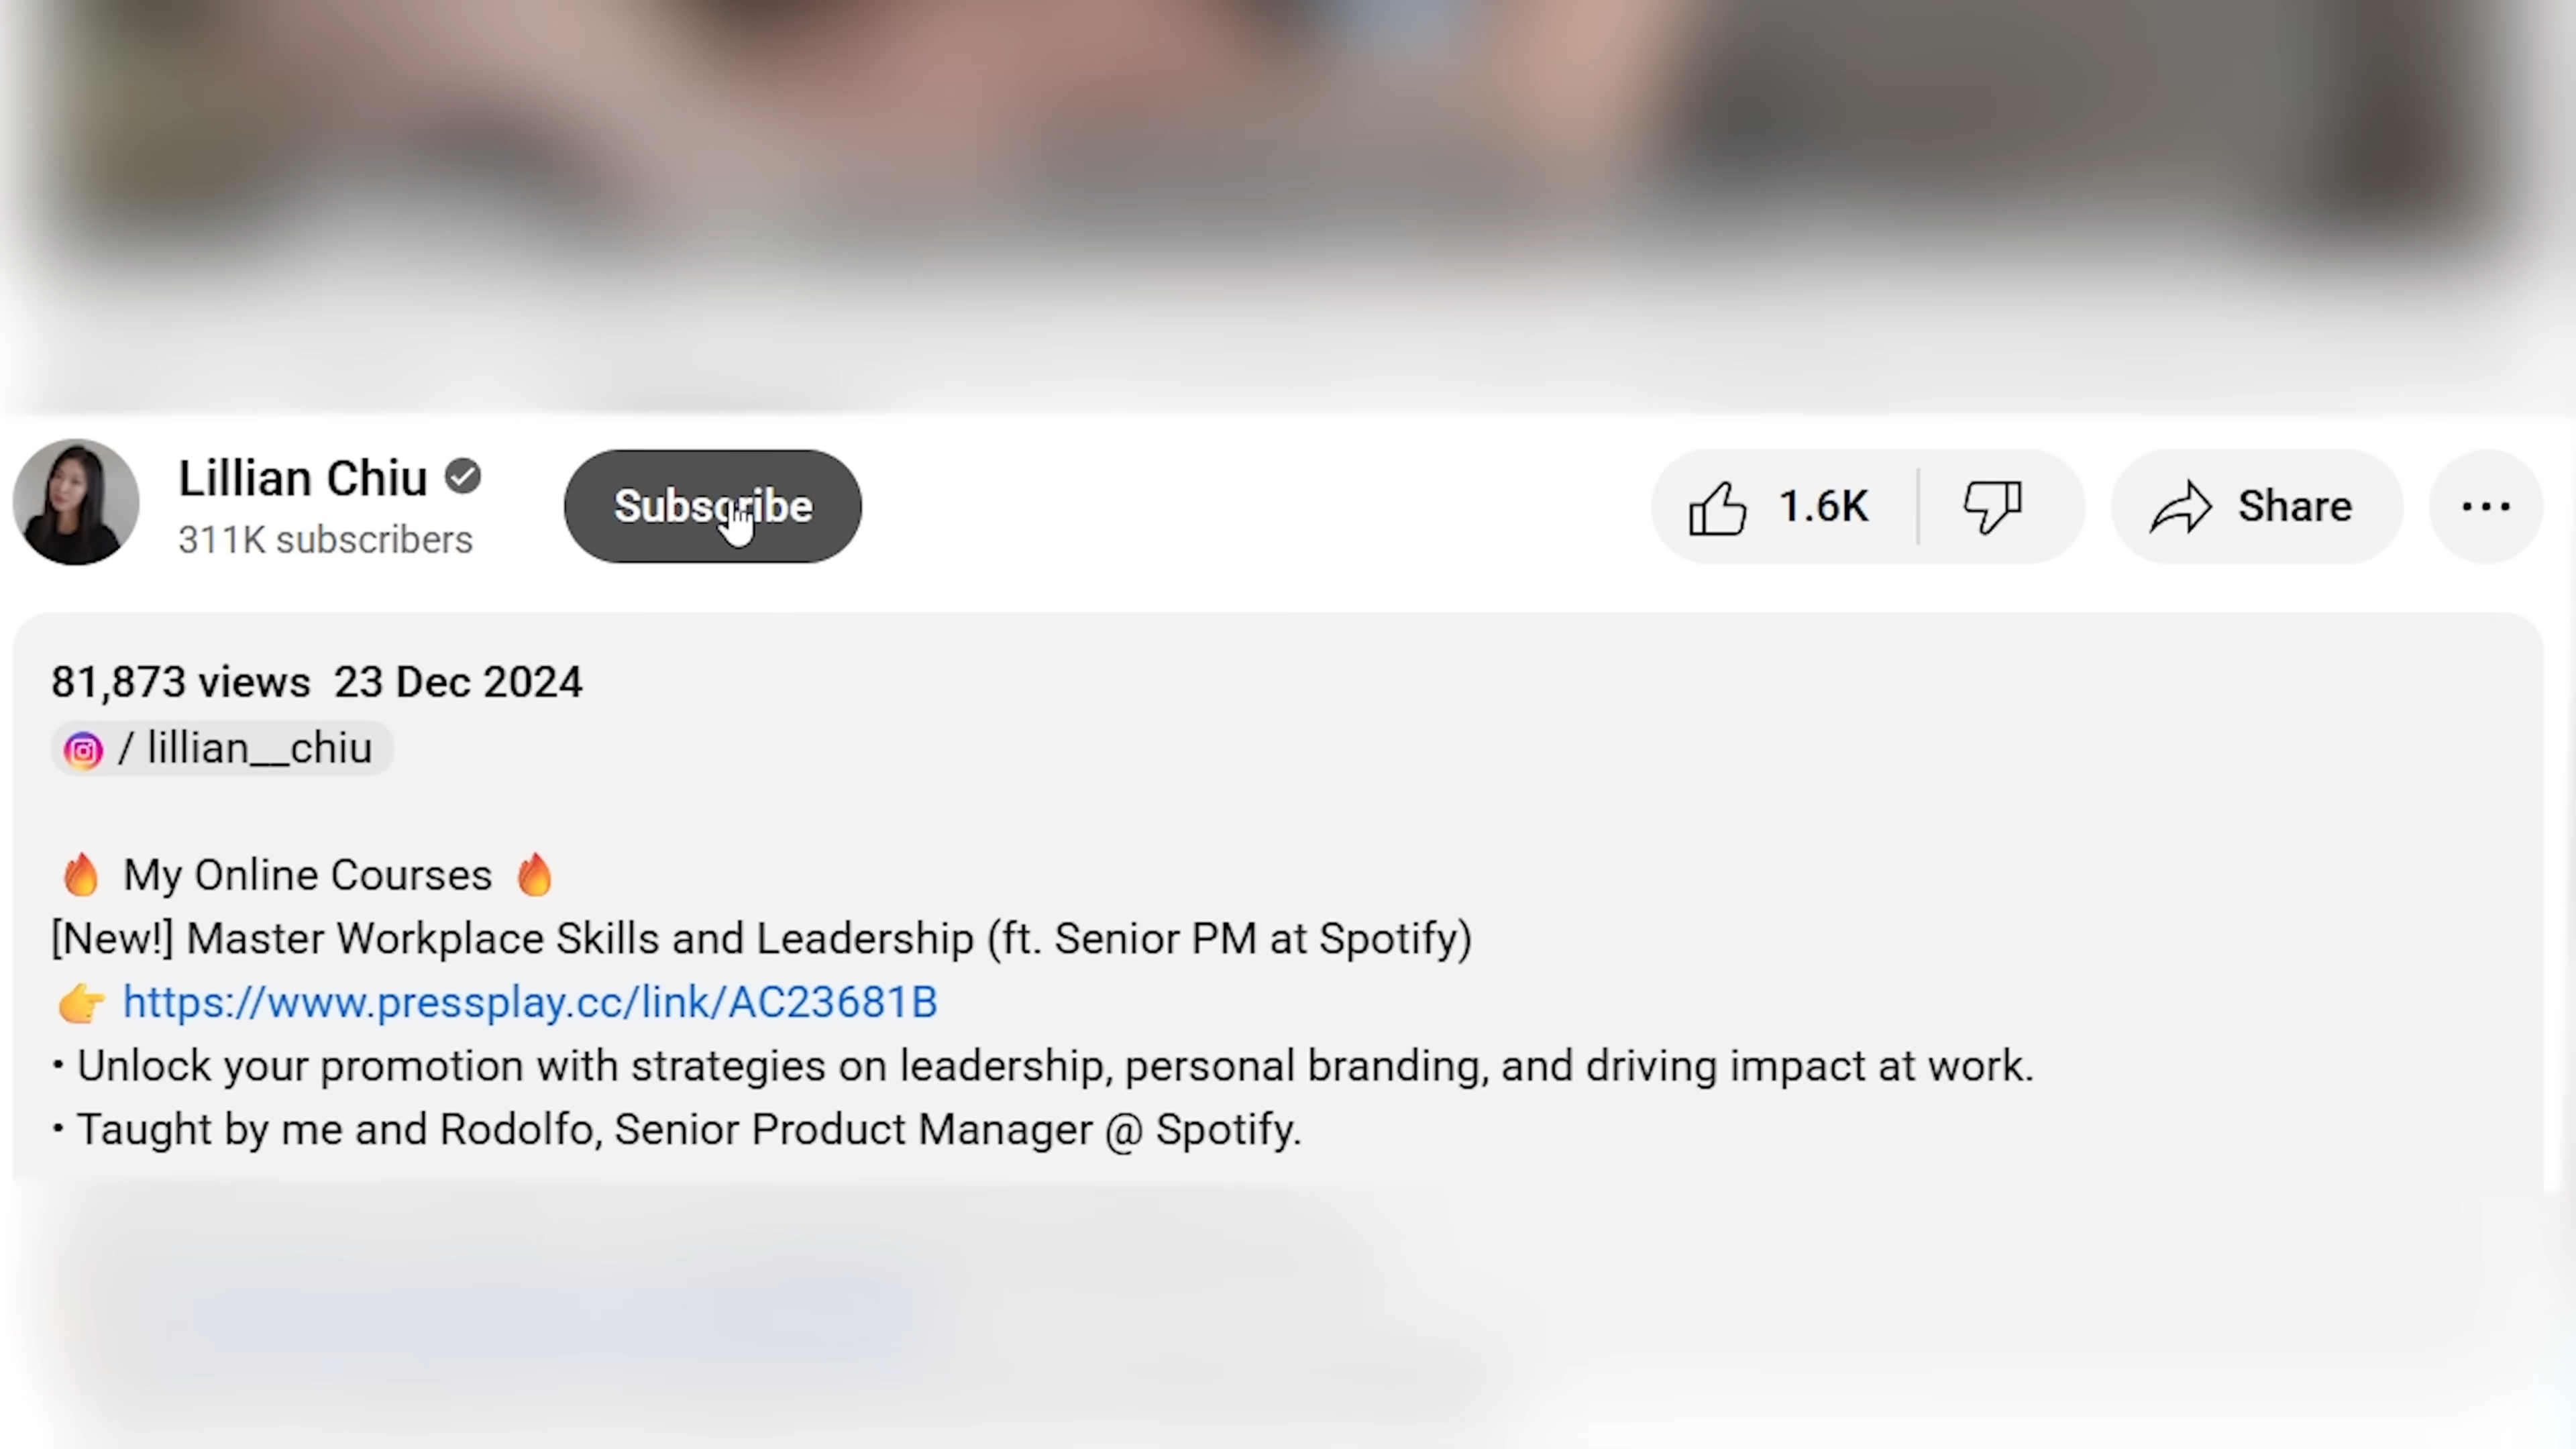 Lillian Chiu
311K subscribers
Subscribe
1.6K
Share
81,873 views 23 Dec 2024
/ lillian__chiu
🔥 My Online Courses 🔥
[New!] Master Workplace Skills and Leadership (ft. Senior PM at Spotify)
👉 https://www.pressplay.cc/link/AC23681B
• Unlock your promotion with strategies on leadership, personal branding, and driving impact at work.
• Taught by me and Rodolfo, Senior Product Manager @ Spotify.